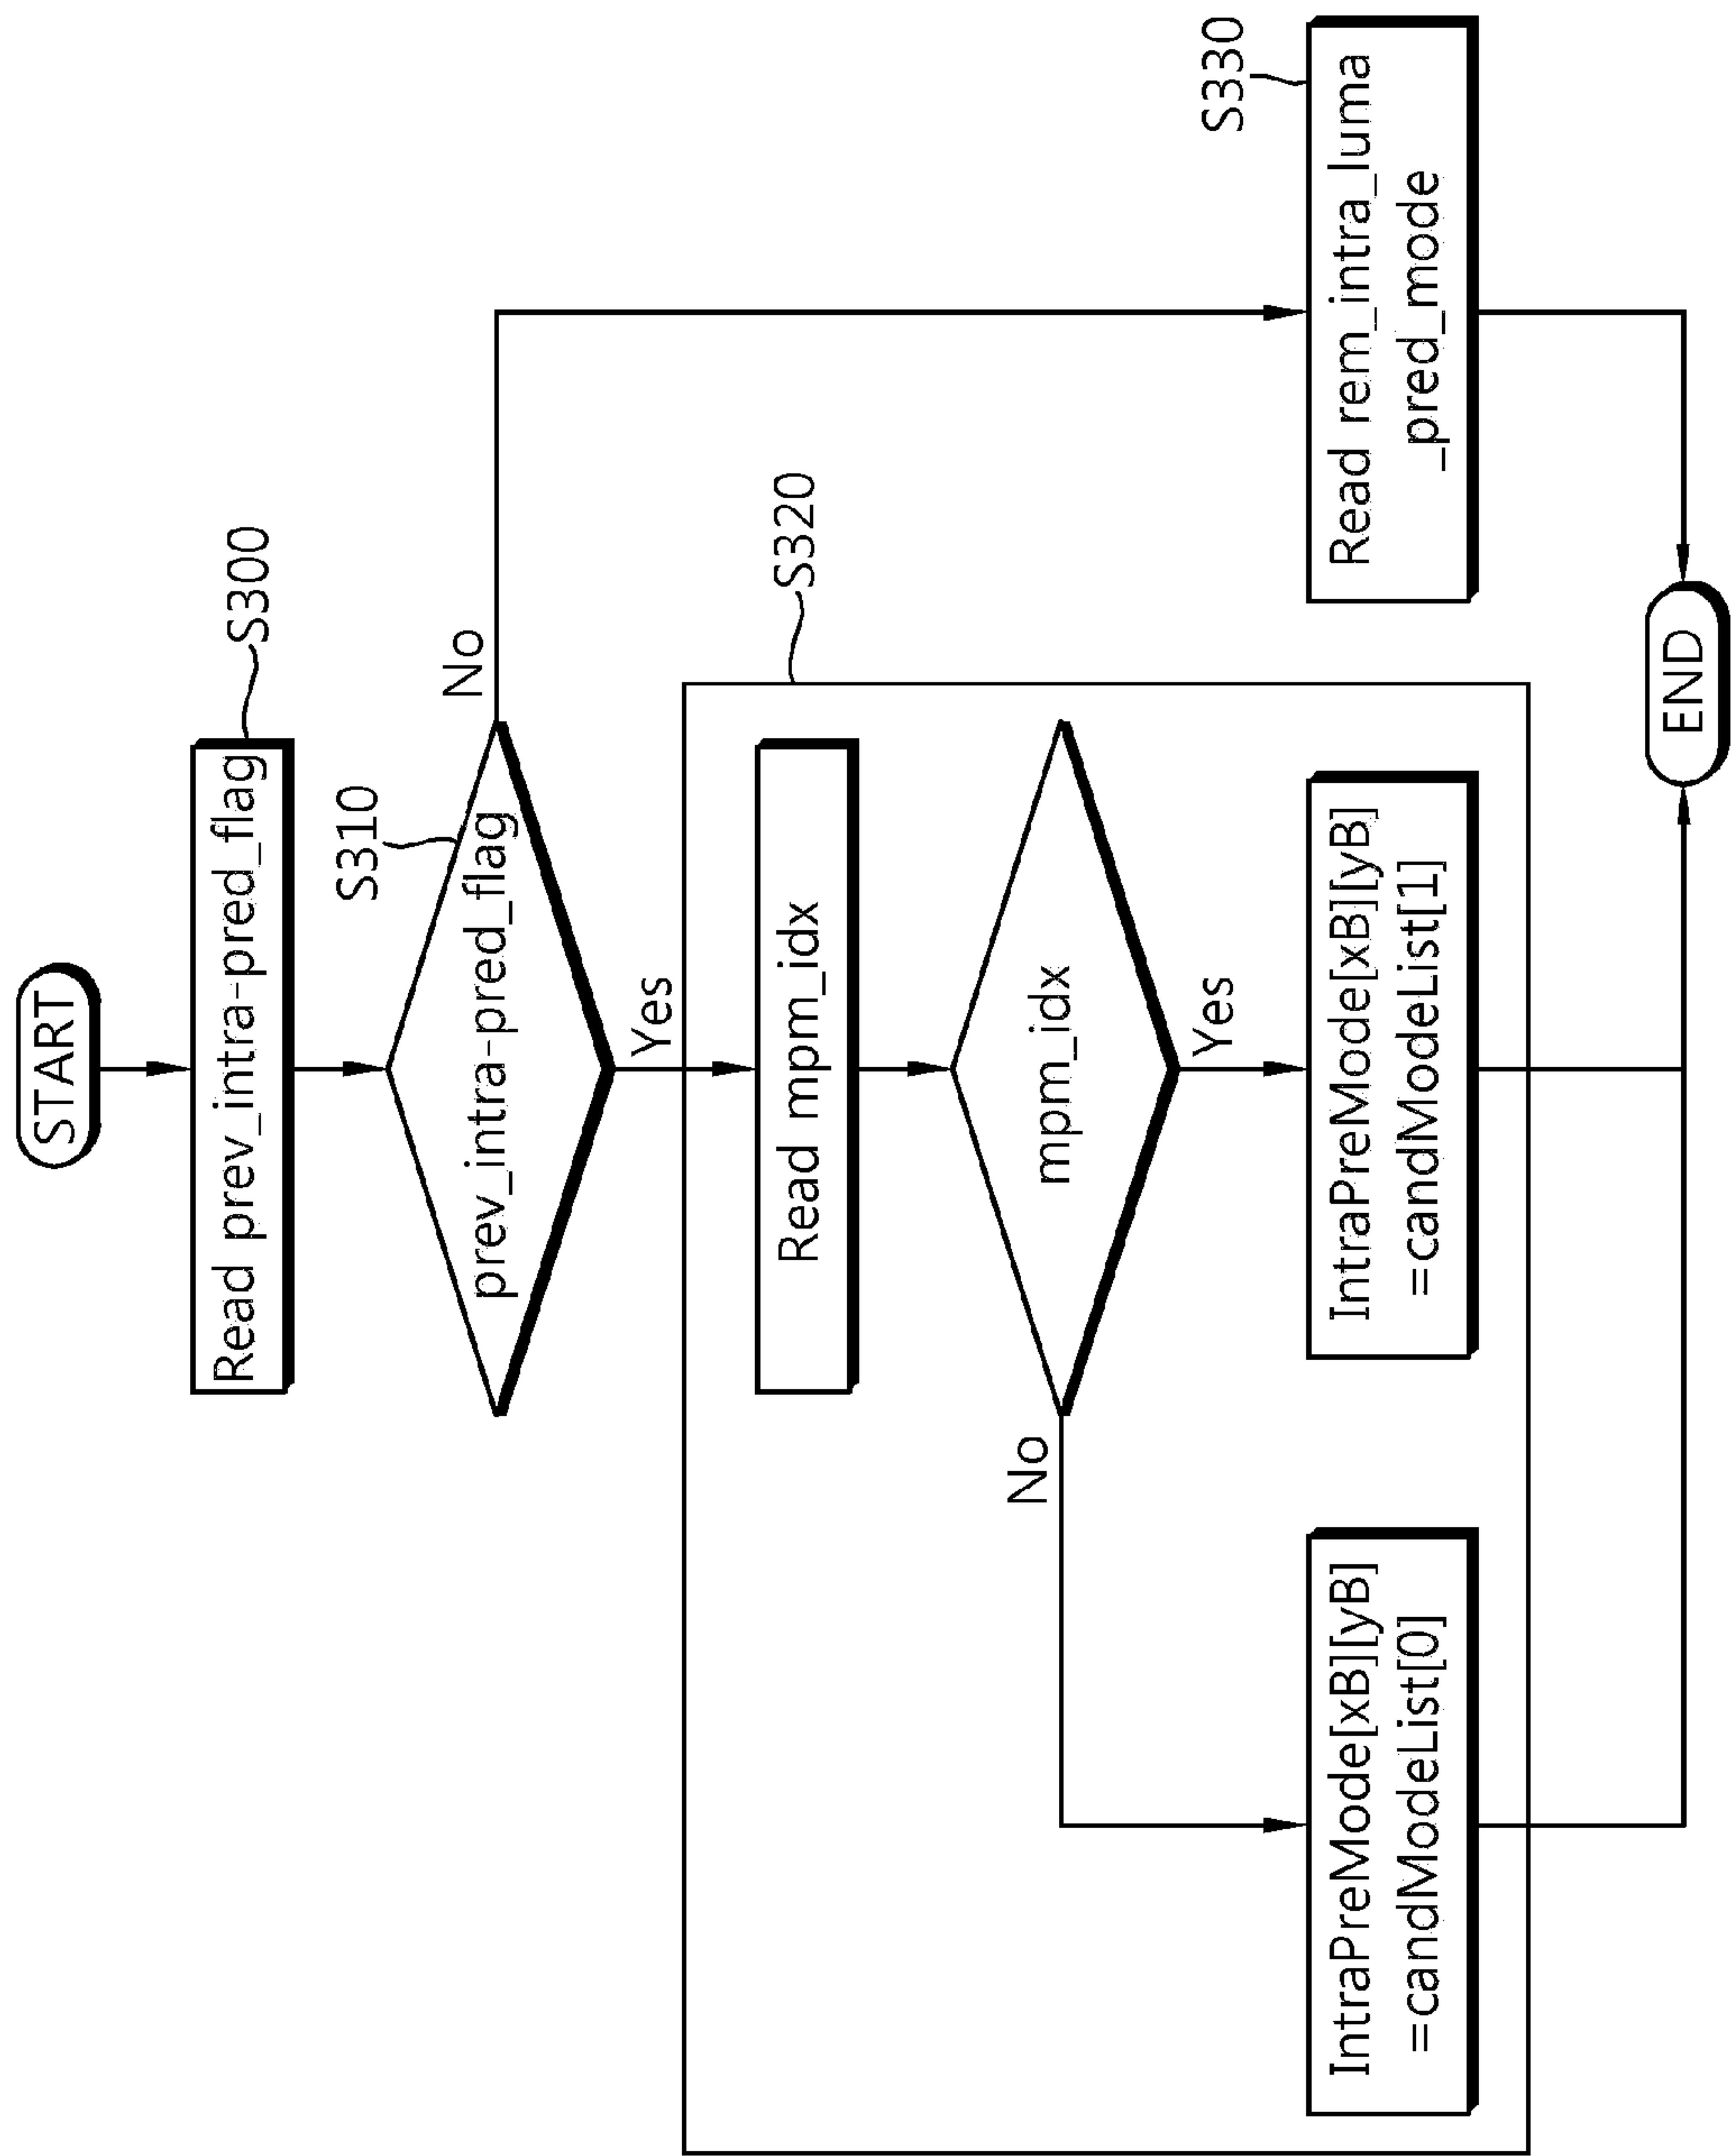 START
Read prev_intra-pred_flag
S300
S310
prev_intra-pred_flag
No
Yes
S320
Read mpm_idx
mpm_idx
No
Yes
IntraPreMode[xB][yB]
=candModeList[0]
IntraPreMode[xB][yB]
=candModeList[1]
S330
Read rem_intra_luma
_pred_mode
END